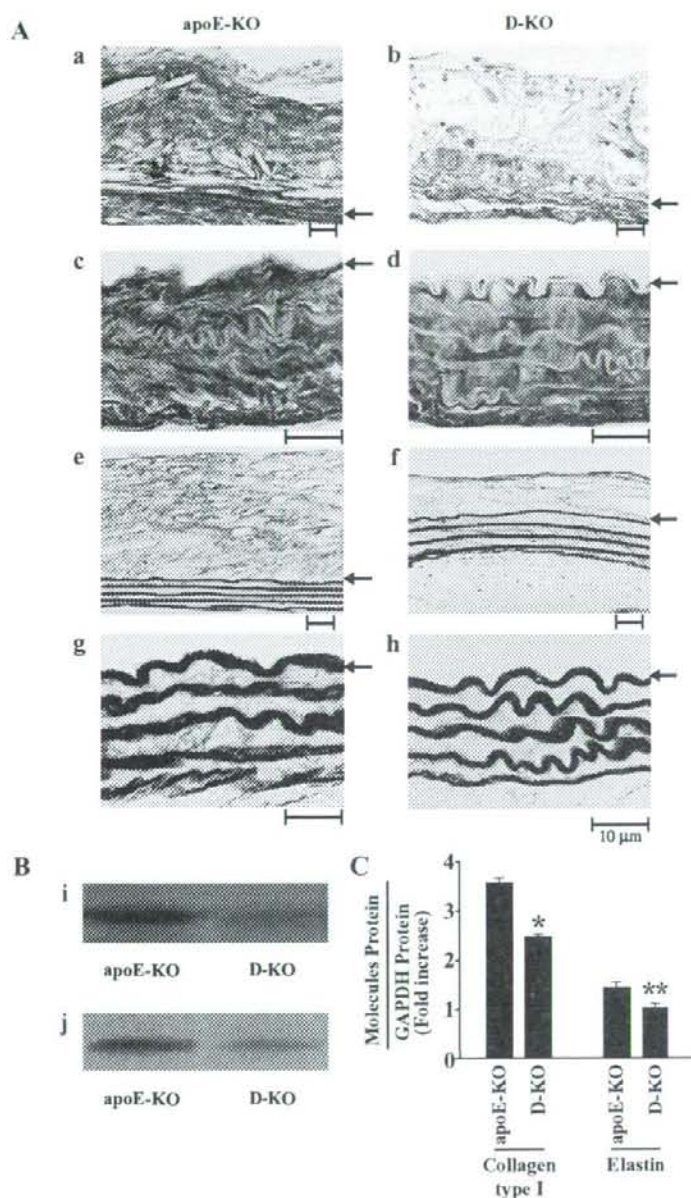 apoE-KO D-KO
A
a b
c d
e f
g h
10 μm
B C
i
apoE-KO D-KO
j
apoE-KO D-KO
Molecules Protein
GAPDH Protein
(Fold increase)
4
3
2
1
0
*
**
apoE-KO
D-KO
apoE-KO
D-KO
Collagen
type I
Elastin